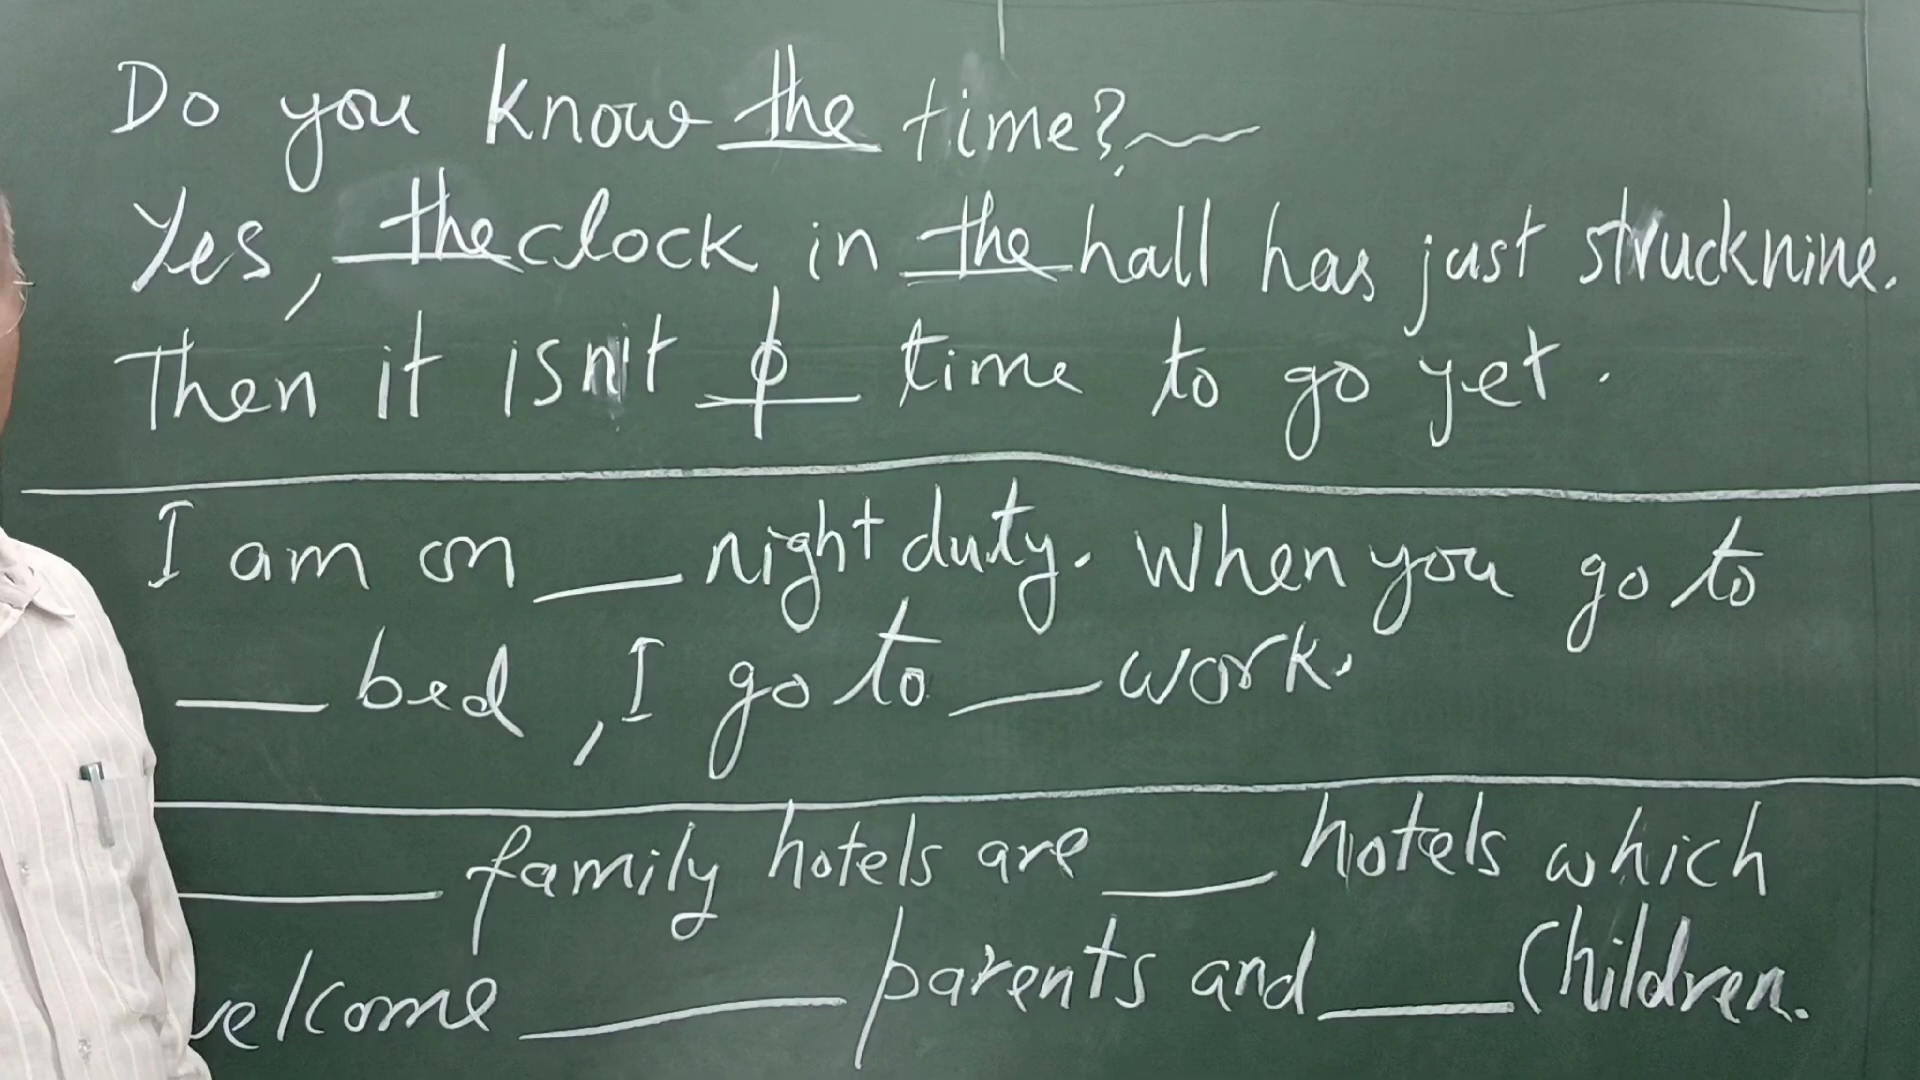 Do you know the time?
Yes, the clock in the hall has just struck nine.
Then it isn't φ time to go yet.
I am on ___ night duty. When you go to
___ bed, I go to ___ work.
___ family hotels are ___ hotels which
welcome ___ parents and ___ children.